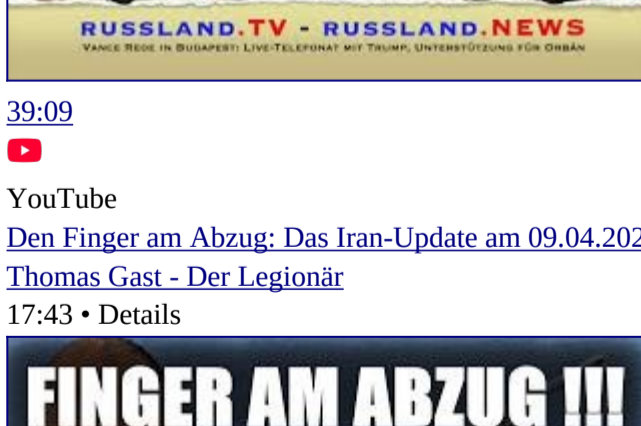 RUSSLAND.TV - RUSSLAND.NEWS
Vance Rede in Budapest: Live-Telefonat mit Trump, Unterstützung für Orbán
39:09
YouTube
Den Finger am Abzug: Das Iran-Update am 09.04.202
Thomas Gast - Der Legionär
17:43 • Details
FINGER AM ABZUG !!!